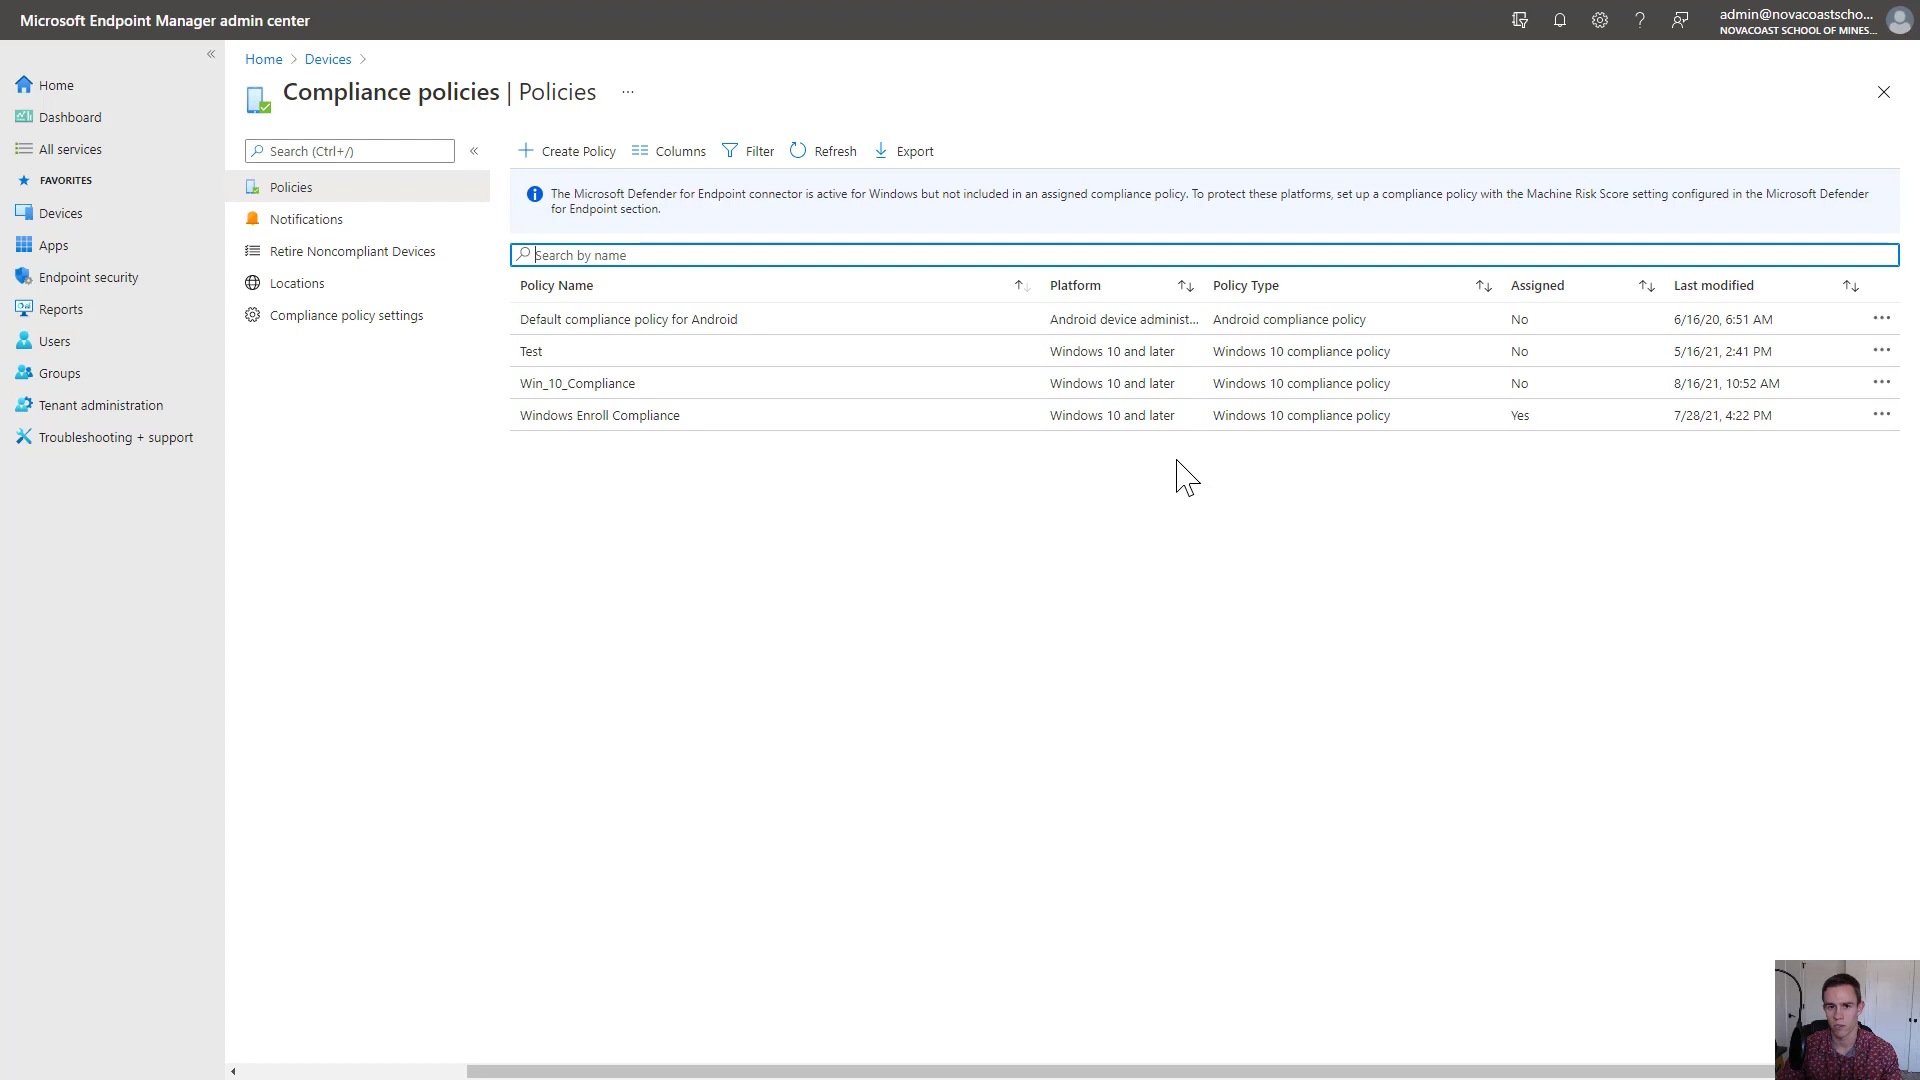 Microsoft Endpoint Manager admin center
admin@novacoastscho...
NOVACOAST SCHOOL OF MINES...
Home
Dashboard
All services
FAVORITES
Devices
Apps
Endpoint security
Reports
Users
Groups
Tenant administration
Troubleshooting + support
Home > Devices >
Compliance policies | Policies ...
Search (Ctrl+/)
Policies
Notifications
Retire Noncompliant Devices
Locations
Compliance policy settings
Create Policy Columns Filter Refresh Export
The Microsoft Defender for Endpoint connector is active for Windows but not included in an assigned compliance policy. To protect these platforms, set up a compliance policy with the Machine Risk Score setting configured in the Microsoft Defender
for Endpoint section.
Search by name
Policy Name Platform Policy Type Assigned Last modified
Default compliance policy for Android Android device administ... Android compliance policy No 6/16/20, 6:51 AM
Test Windows 10 and later Windows 10 compliance policy No 5/16/21, 2:41 PM
Win_10_Compliance Windows 10 and later Windows 10 compliance policy No 8/16/21, 10:52 AM
Windows Enroll Compliance Windows 10 and later Windows 10 compliance policy Yes 7/28/21, 4:22 PM